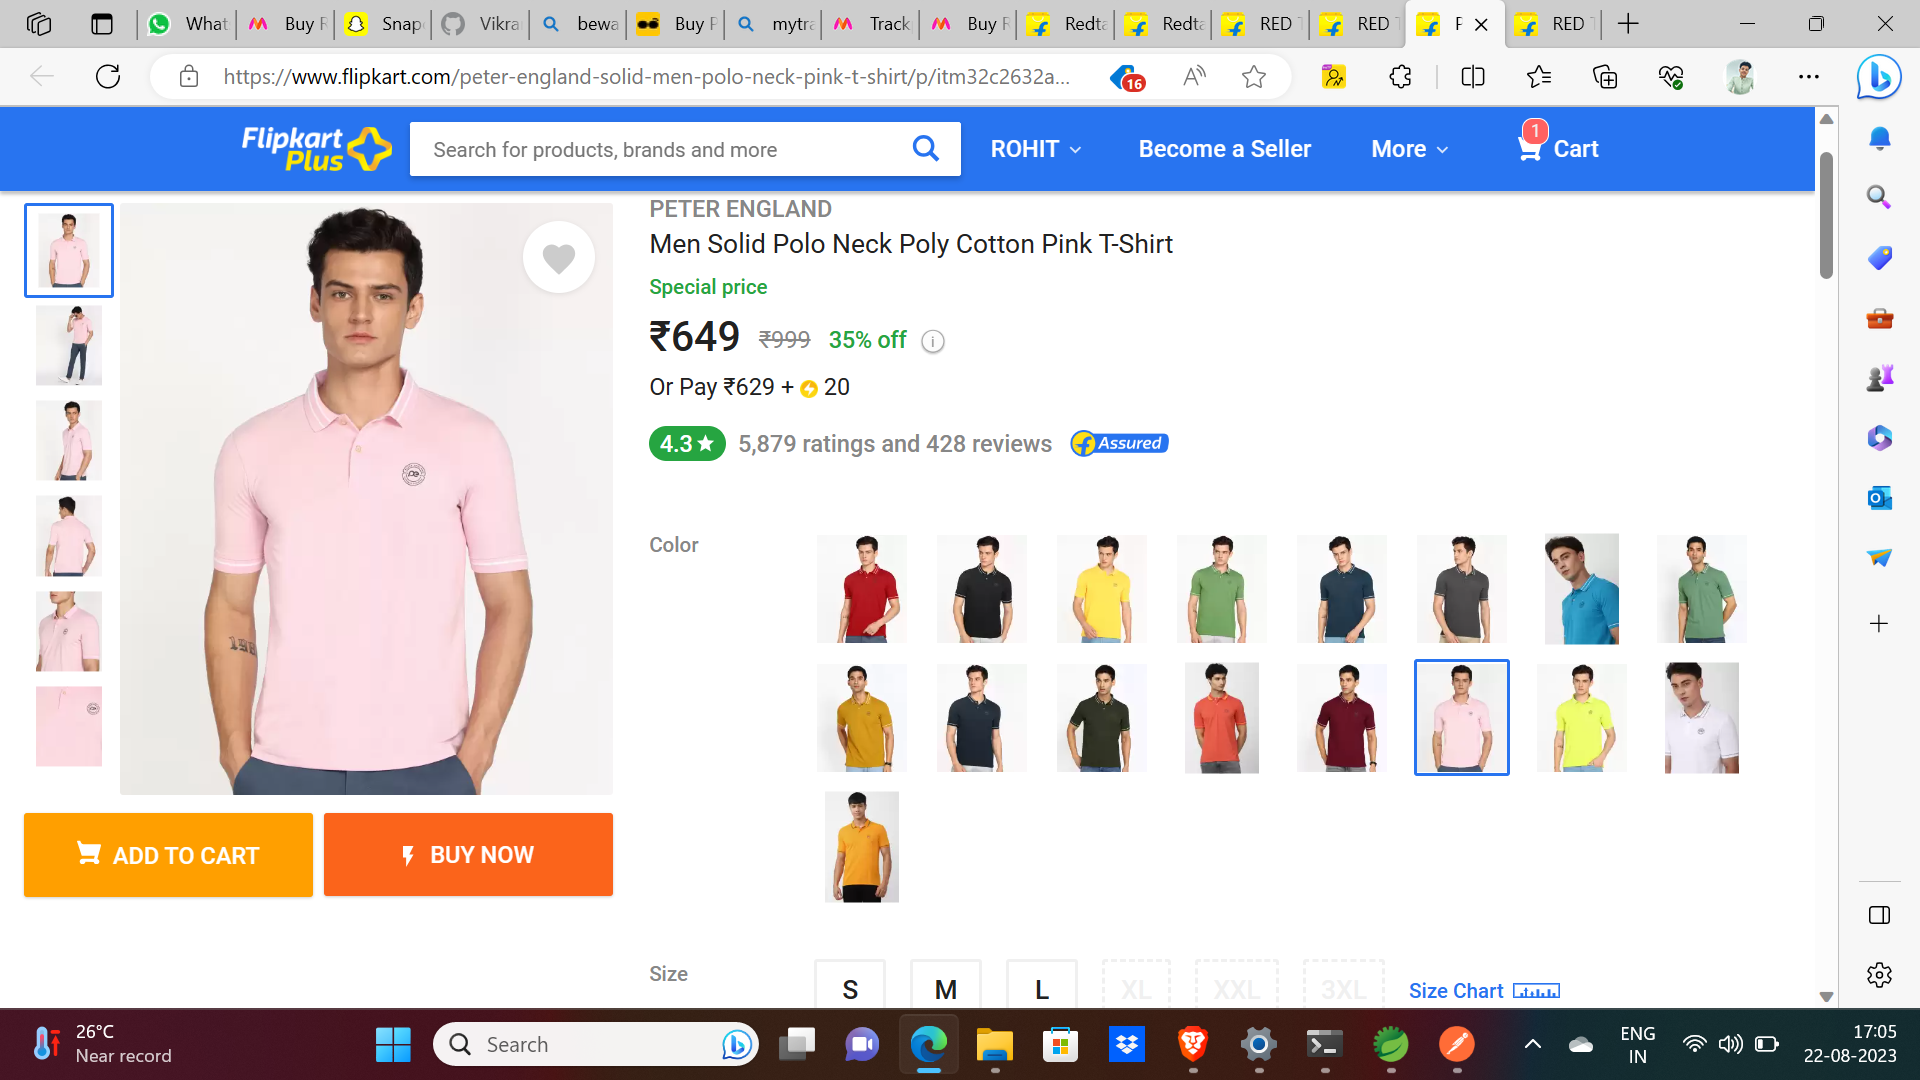 What
Buy R
Snap
Vikra
bewa
Buy P
mytra
Track
Buy R
Redta
Redta
RED T
RED T
P
RED T
https://www.flipkart.com/peter-england-solid-men-polo-neck-pink-t-shirt/p/itm32c2632a...
16
Flipkart
Plus
Search for products, brands and more
ROHIT
Become a Seller
More
1
Cart
PETER ENGLAND
Men Solid Polo Neck Poly Cotton Pink T-Shirt
Special price
₹649 ₹999 35% off i
Or Pay ₹629 + 20
4.3 5,879 ratings and 428 reviews Assured
pe
Color
ADD TO CART
BUY NOW
Size
S M L XL XXL 3XL Size Chart
26°C
Near record
Search
ENG
IN
17:05
22-08-2023